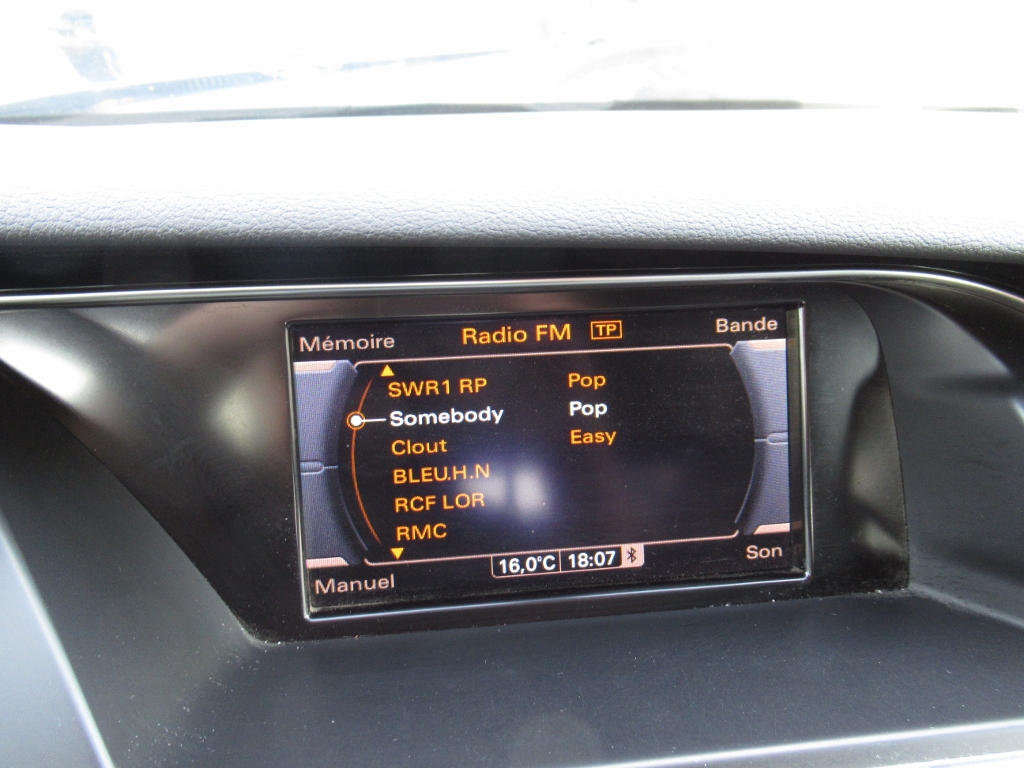 Mémoire Radio FM TP Bande
SWR1 RP Pop
Somebody Pop
Clout Easy
BLEU.H.N
RCF LOR
RMC
Manuel 16,0°C 18:07 Son